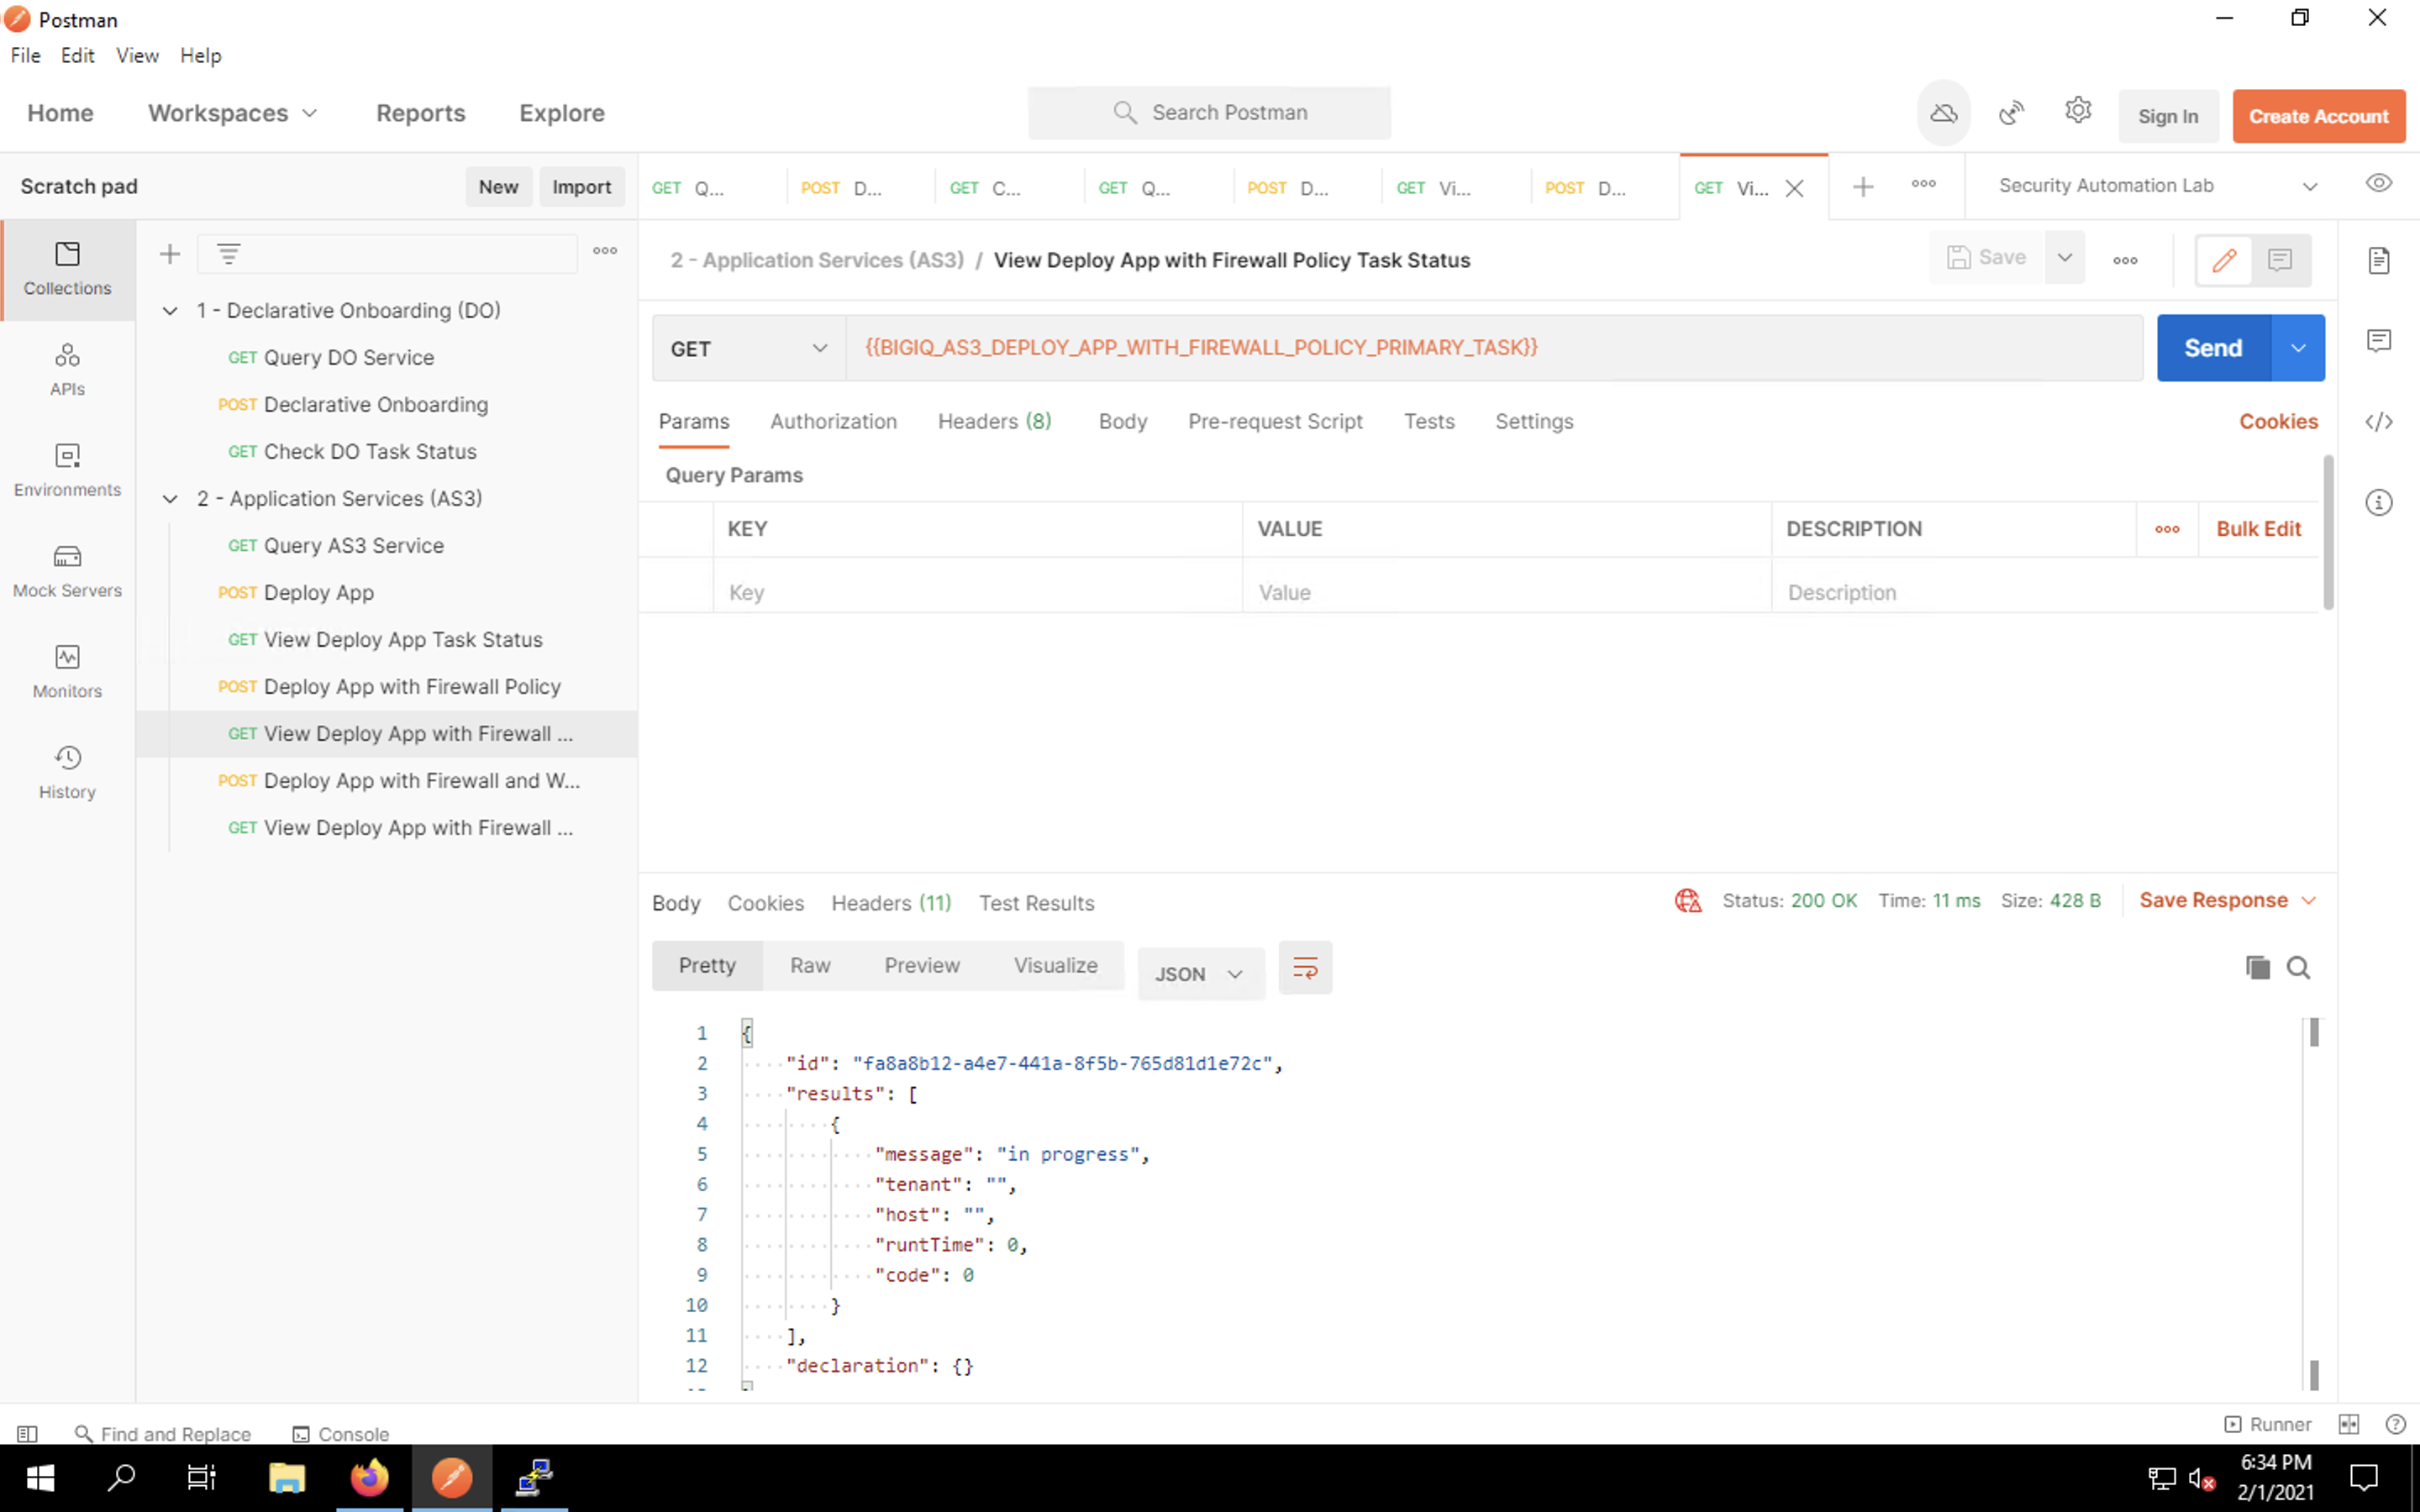 Postman
File Edit View Help
Home Workspaces Reports Explore Search Postman Sign In Create Account
Scratch pad New Import GET Q... POST D... GET C... GET Q... POST D... GET Vi... POST D... GET Vi... Security Automation Lab
Collections
APIs
Environments
Mock Servers
Monitors
History
1 - Declarative Onboarding (DO)
GET Query DO Service
POST Declarative Onboarding
GET Check DO Task Status
2 - Application Services (AS3)
GET Query AS3 Service
POST Deploy App
GET View Deploy App Task Status
POST Deploy App with Firewall Policy
GET View Deploy App with Firewall ...
POST Deploy App with Firewall and W...
GET View Deploy App with Firewall ...
2 - Application Services (AS3) / View Deploy App with Firewall Policy Task Status Save
GET {{BIGIQ_AS3_DEPLOY_APP_WITH_FIREWALL_POLICY_PRIMARY_TASK}} Send
Params Authorization Headers (8) Body Pre-request Script Tests Settings Cookies
Query Params
KEY VALUE DESCRIPTION Bulk Edit
Key Value Description
Body Cookies Headers (11) Test Results Status: 200 OK Time: 11 ms Size: 428 B Save Response
Pretty Raw Preview Visualize JSON
1 {
2 "id": "fa8a8b12-a4e7-441a-8f5b-765d81d1e72c",
3 "results": [
4 {
5 "message": "in progress",
6 "tenant": "",
7 "host": "",
8 "runtTime": 0,
9 "code": 0
10 }
11 ],
12 "declaration": {}
Find and Replace Console Runner
6:34 PM
2/1/2021